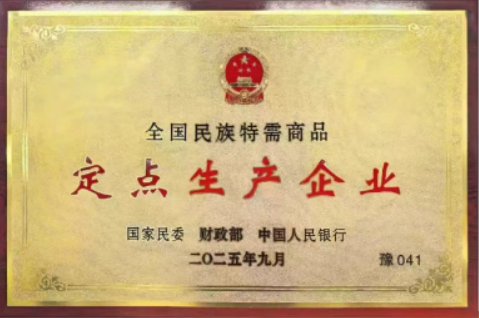 全国民族特需商品
定点生产企业
国家民委 财政部 中国人民银行
二〇二五年九月
豫041